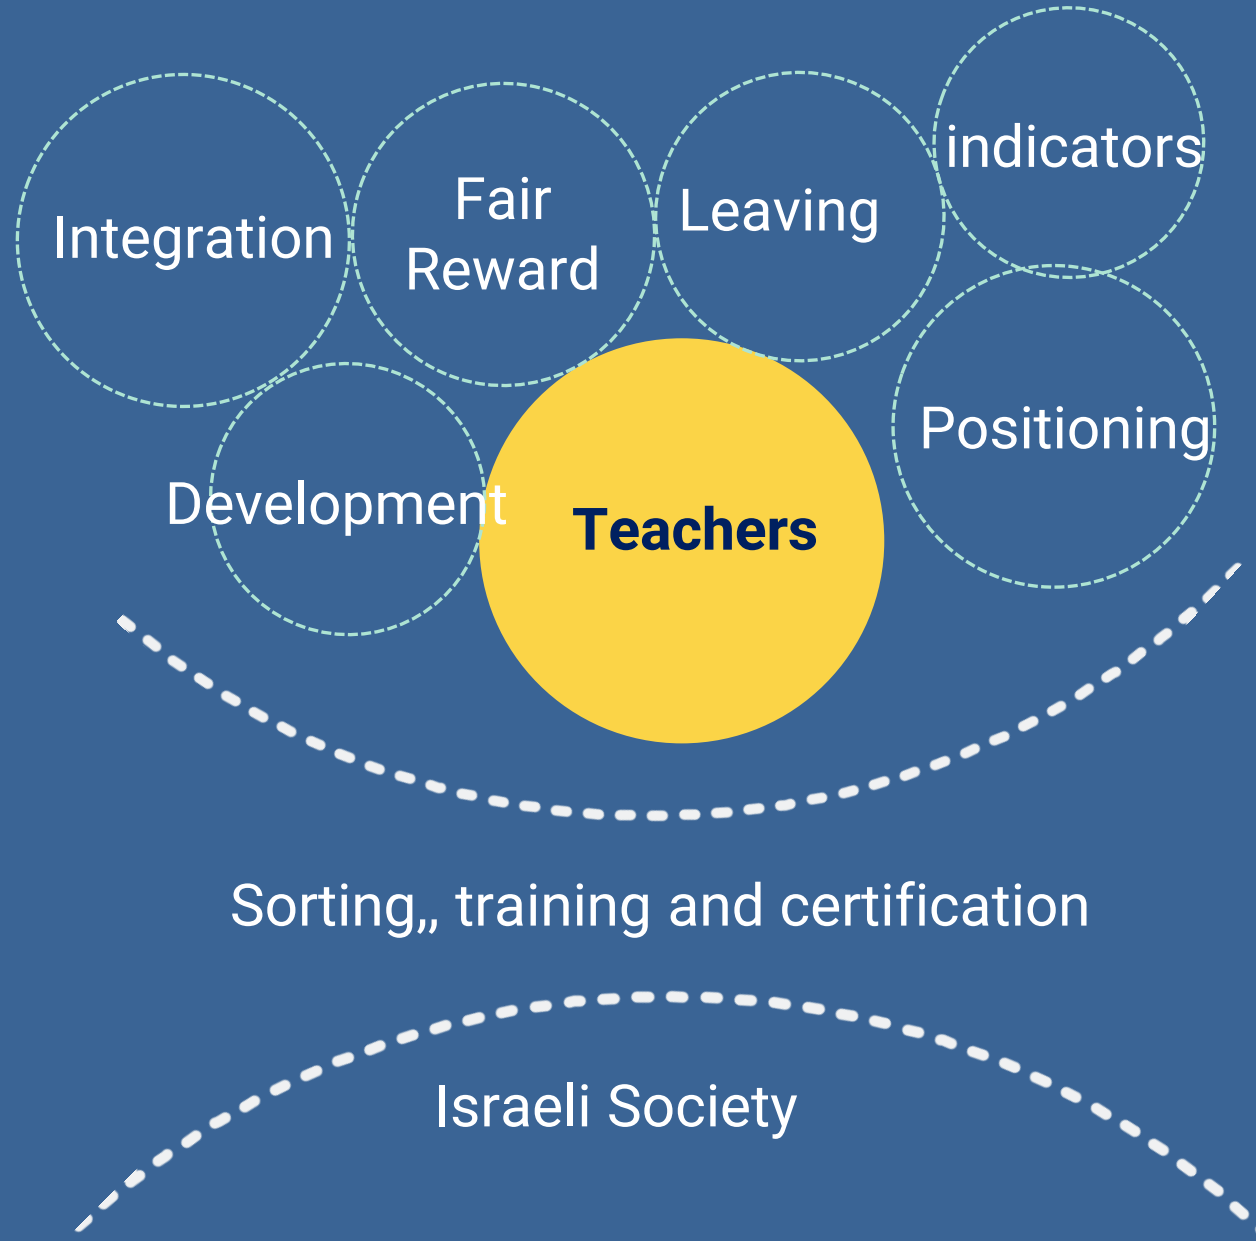 indicators
Integration
Fair
Reward
Leaving
Positioning
Development
Teachers
Sorting,, training and certification
Israeli Society